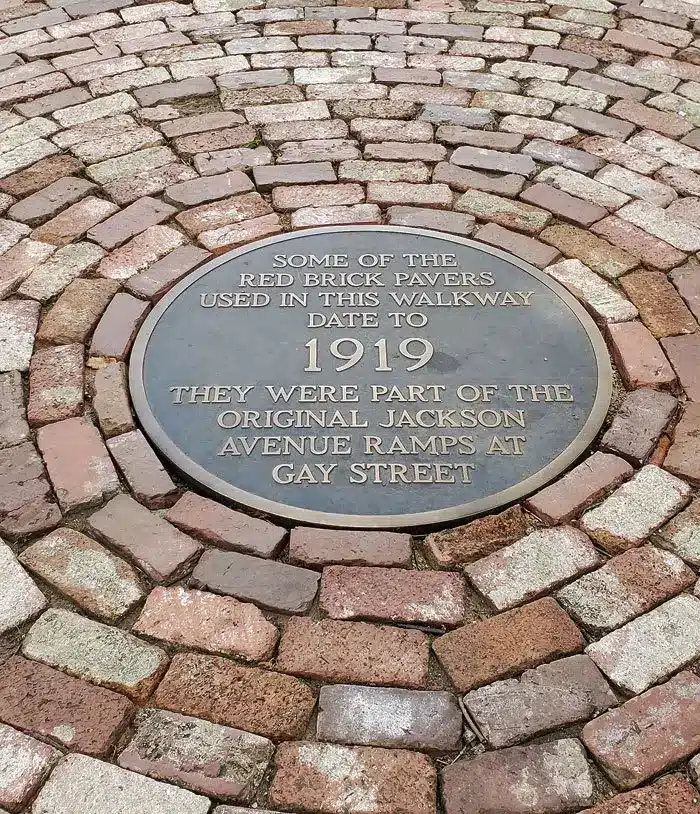 SOME OF THE
RED BRICK PAVERS
USED IN THIS WALKWAY
DATE TO
1919
THEY WERE PART OF THE
ORIGINAL JACKSON
AVENUE RAMPS AT
GAY STREET